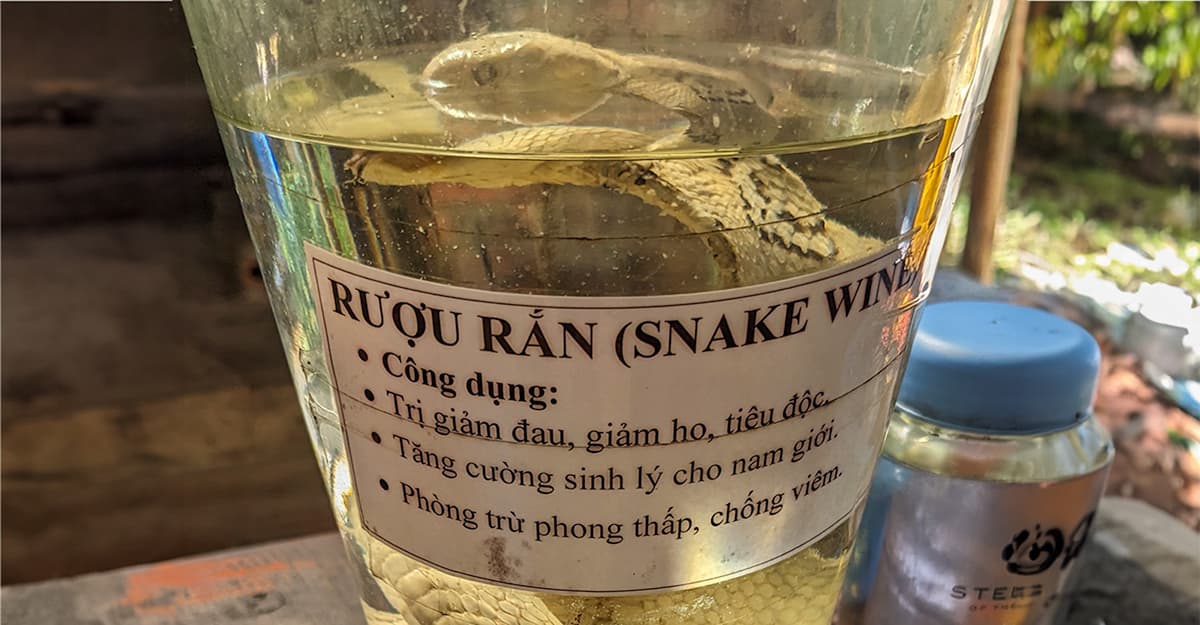 RƯỢU RẮN (SNAKE WINE
• Công dụng:
• Trị giảm đau, giảm ho, tiêu độc.
• Tăng cường sinh lý cho nam giới.
• Phòng trừ phong thấp, chống viêm.